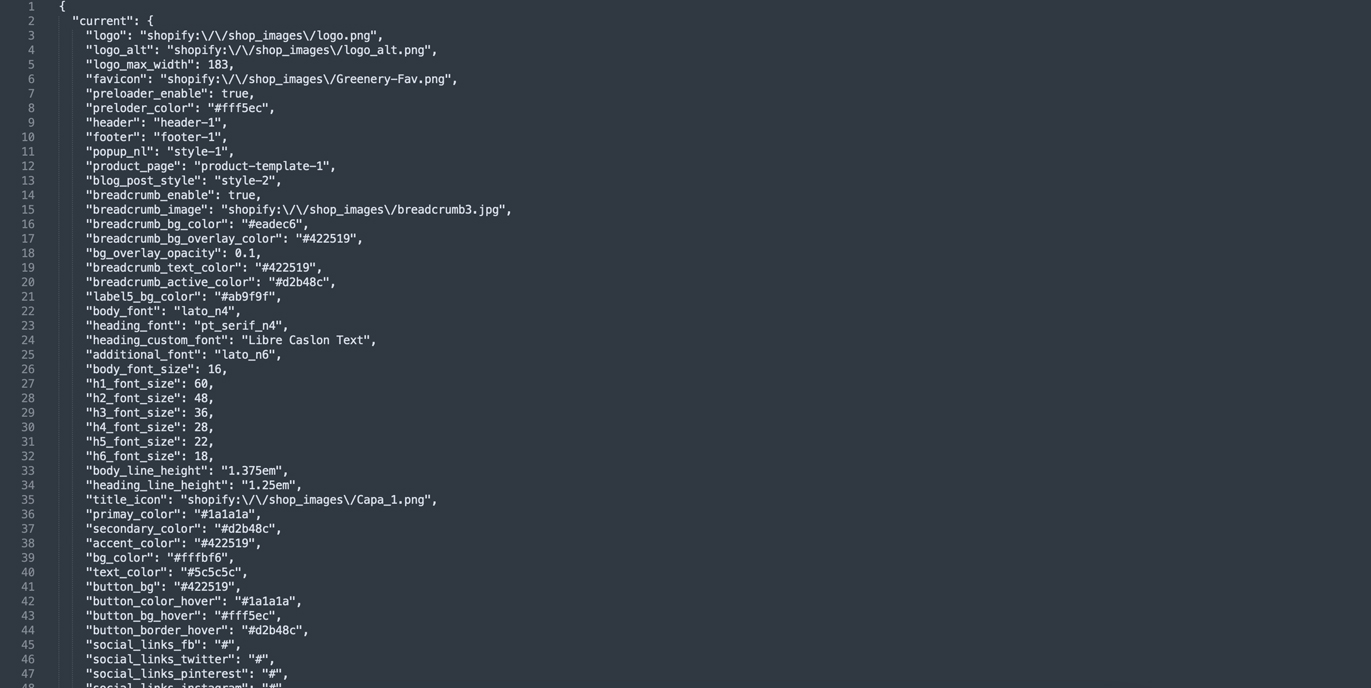 1 {
2 "current": {
3 "logo": "shopify:\/\/shop_images\/logo.png",
4 "logo_alt": "shopify:\/\/shop_images\/logo_alt.png",
5 "logo_max_width": 183,
6 "favicon": "shopify:\/\/shop_images\/Greenery-Fav.png",
7 "preloader_enable": true,
8 "preloder_color": "#fff5ec",
9 "header": "header-1",
10 "footer": "footer-1",
11 "popup_nl": "style-1",
12 "product_page": "product-template-1",
13 "blog_post_style": "style-2",
14 "breadcrumb_enable": true,
15 "breadcrumb_image": "shopify:\/\/shop_images\/breadcrumb3.jpg",
16 "breadcrumb_bg_color": "#eadec6",
17 "breadcrumb_bg_overlay_color": "#422519",
18 "bg_overlay_opacity": 0.1,
19 "breadcrumb_text_color": "#422519",
20 "breadcrumb_active_color": "#d2b48c",
21 "label5_bg_color": "#ab9f9f",
22 "body_font": "lato_n4",
23 "heading_font": "pt_serif_n4",
24 "heading_custom_font": "Libre Caslon Text",
25 "additional_font": "lato_n6",
26 "body_font_size": 16,
27 "h1_font_size": 60,
28 "h2_font_size": 48,
29 "h3_font_size": 36,
30 "h4_font_size": 28,
31 "h5_font_size": 22,
32 "h6_font_size": 18,
33 "body_line_height": "1.375em",
34 "heading_line_height": "1.25em",
35 "title_icon": "shopify:\/\/shop_images\/Capa_1.png",
36 "primay_color": "#1a1a1a",
37 "secondary_color": "#d2b48c",
38 "accent_color": "#422519",
39 "bg_color": "#fffbf6",
40 "text_color": "#5c5c5c",
41 "button_bg": "#422519",
42 "button_color_hover": "#1a1a1a",
43 "button_bg_hover": "#fff5ec",
44 "button_border_hover": "#d2b48c",
45 "social_links_fb": "#",
46 "social_links_twitter": "#",
47 "social_links_pinterest": "#",
48 "social_links_instagram": "#"